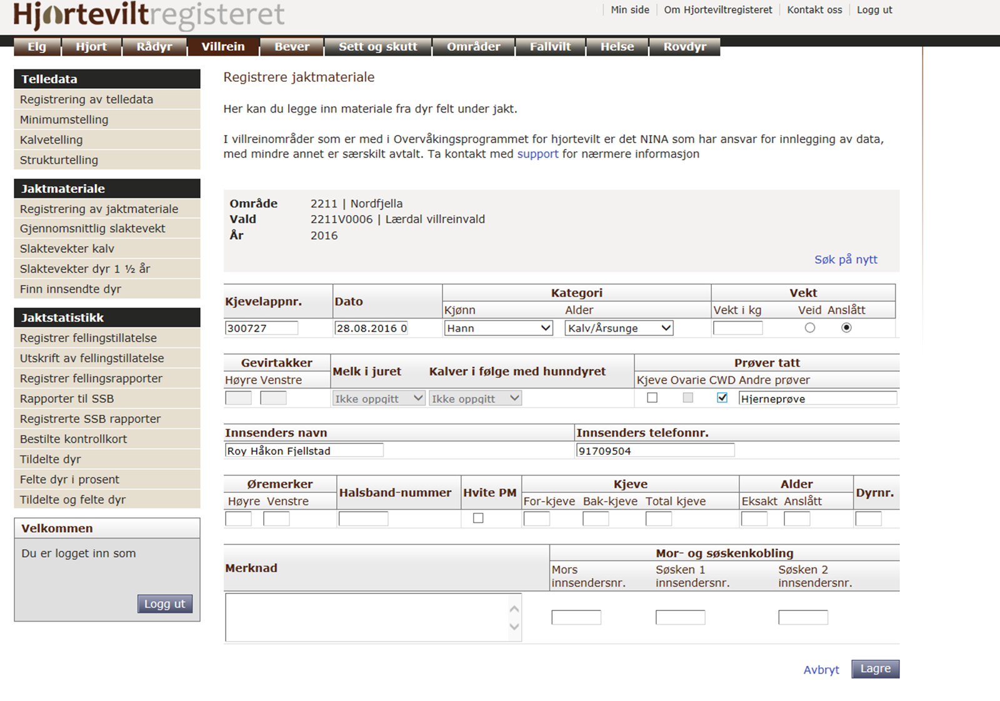 Hjorteviltregisteret
Min side Om Hjorteviltregisteret Kontakt oss Logg ut
Elg Hjort Rådyr Villrein Bever Sett og skutt Områder Fallvilt Helse Rovdyr
Telledata
Registrering av telledata
Minimumstelling
Kalvetelling
Strukturtelling
Jaktmateriale
Registrering av jaktmateriale
Gjennomsnittlig slaktevekt
Slaktevekter kalv
Slaktevekter dyr 1 ½ år
Finn innsendte dyr
Jaktstatistikk
Registrer fellingstillatelse
Utskrift av fellingstillatelse
Registrer fellingsrapporter
Rapporter til SSB
Registrerte SSB rapporter
Bestilte kontrollkort
Tildelte dyr
Felte dyr i prosent
Tildelte og felte dyr
Velkommen
Du er logget inn som
Logg ut
Registrere jaktmateriale
Her kan du legge inn materiale fra dyr felt under jakt.
I villreinområder som er med i Overvåkingsprogrammet for hjortevilt er det NINA som har ansvar for innlegging av data,
med mindre annet er særskilt avtalt. Ta kontakt med support for nærmere informasjon
Område 2211 | Nordfjella
Vald 2211V0006 | Lærdal villreinvald
År 2016
Søk på nytt
Kjevelappnr. Dato Kategori Vekt
Kjønn Alder Vekt i kg Veid Anslått
300727 28.08.2016 0 Hann Kalv/Årsunge
Gevirtakker Melk i juret Kalver i følge med hunndyret Prøver tatt
Høyre Venstre Kjeve Ovarie CWD Andre prøver
Ikke oppgitt Ikke oppgitt Hjerneprøve
Innsenders navn Innsenders telefonnr.
Roy Håkon Fjellstad 91709504
Øremerker Halsband-nummer Hvite PM Kjeve Alder Dyrnr.
Høyre Venstre For-kjeve Bak-kjeve Total kjeve Eksakt Anslått
Merknad Mor- og søskenkobling
Mors Søsken 1 Søsken 2
innsendersnr. innsendersnr. innsendersnr.
Avbryt Lagre